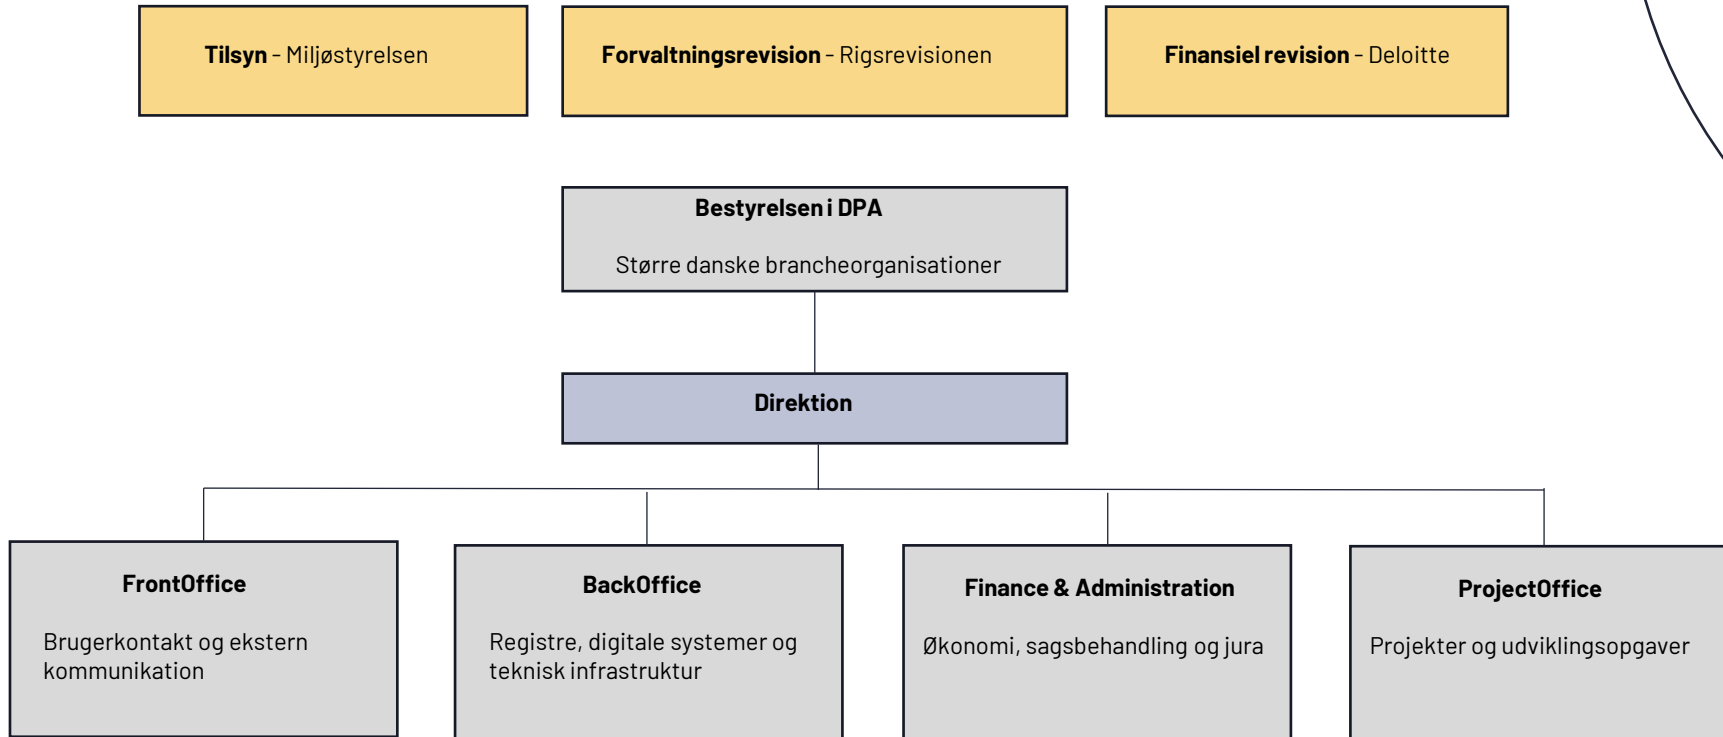 Tilsyn - Miljøstyrelsen
Forvaltningsrevision - Rigsrevisionen
Finansiel revision - Deloitte
Bestyrelsen i DPA
Større danske brancheorganisationer
Direktion
FrontOffice
Brugerkontakt og ekstern
kommunikation
BackOffice
Registre, digitale systemer og
teknisk infrastruktur
Finance & Administration
Økonomi, sagsbehandling og jura
ProjectOffice
Projekter og udviklingsopgaver